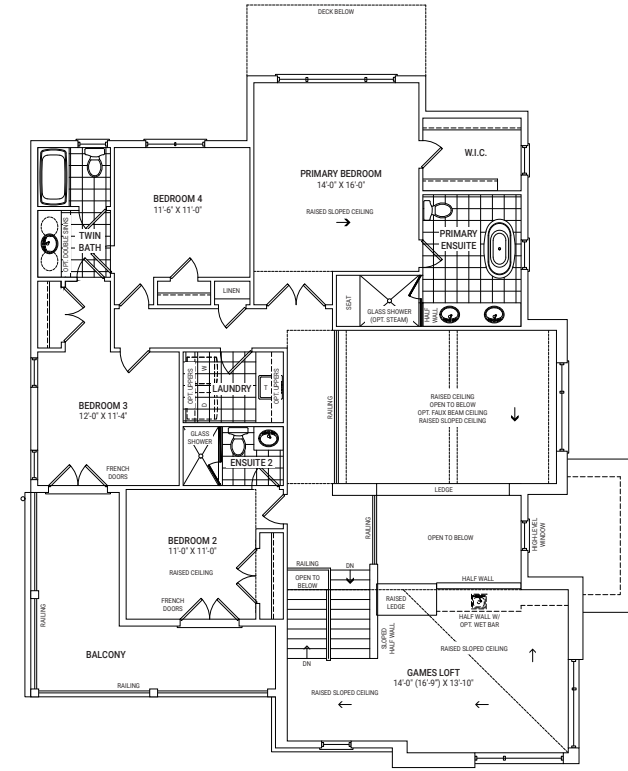 DECK BELOW
PRIMARY BEDROOM
14'-0" X 16'-0"
RAISED SLOPED CEILING
W.I.C.
BEDROOM 4
11'-6" X 11'-0"
TWIN
BATH
OPT. DOUBLE SINKS
PRIMARY
ENSUITE
LINEN
SEAT
GLASS SHOWER
(OPT. STEAM)
HALF
WALL
BEDROOM 3
12'-0" X 11'-4"
OPT. UPPERS
W
D
LAUNDRY
OPT. UPPERS
RAILING
RAISED CEILING
OPEN TO BELOW
OPT. FAUX BEAM CEILING
RAISED SLOPED CEILING
GLASS
SHOWER
ENSUITE 2
FRENCH
DOORS
LEDGE
BEDROOM 2
11'-0" X 11'-0"
RAISED CEILING
RAILING
OPEN TO BELOW
HIGH-LEVEL
WINDOW
RAILING
DN
OPEN TO
BELOW
HALF WALL
FRENCH
DOORS
RAISED
LEDGE
HALF WALL W/
OPT. WET BAR
RAILING
SLOPED
HALF WALL
BALCONY
DN
RAISED SLOPED CEILING
GAMES LOFT
14'-0" (16'-9") X 13'-10"
RAILING
RAISED SLOPED CEILING